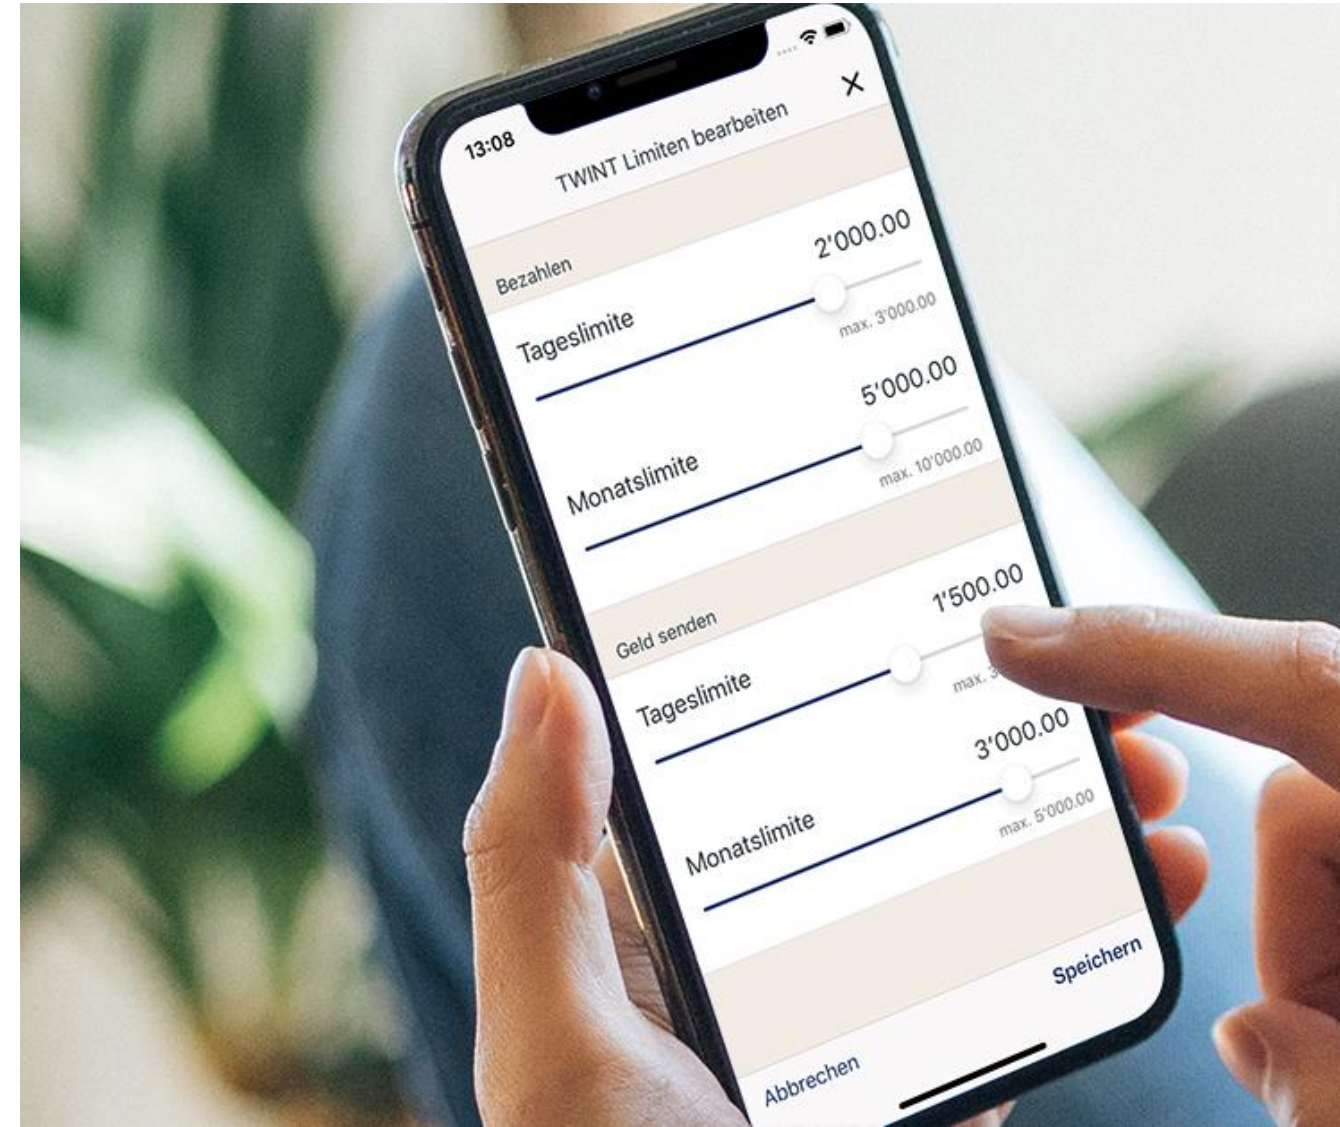 13:08
TWINT Limiten bearbeiten
Bezahlen
Tageslimite 2'000.00
max. 3'000.00
Monatslimite 5'000.00
max. 10'000.00
Geld senden
Tageslimite 1'500.00
max.
Monatslimite 3'000.00
max. 5'000.00
Abbrechen Speichern